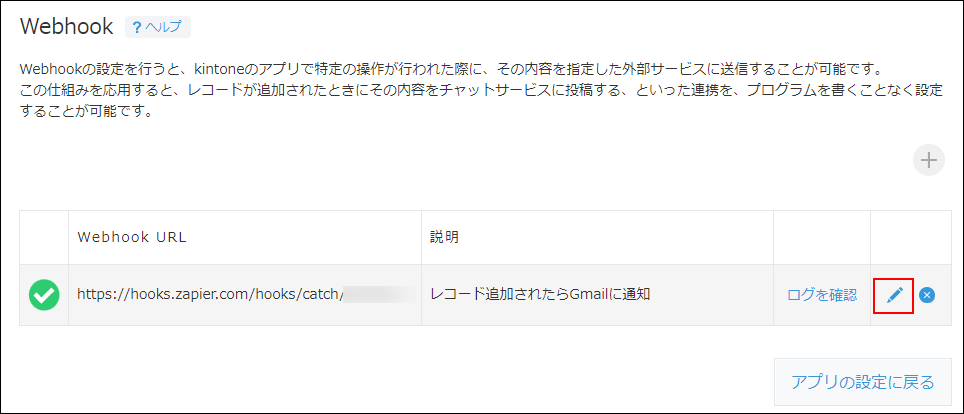 Webhook ? ヘルプ
Webhookの設定を行うと、kintoneのアプリで特定の操作が行われた際に、その内容を指定した外部サービスに送信することが可能です。
この仕組みを応用すると、レコードが追加されたときにその内容をチャットサービスに投稿する、といった連携を、プログラムを書くことなく設定
することが可能です。
Webhook URL 説明
https://hooks.zapier.com/hooks/catch/ レコード追加されたらGmailに通知 ログを確認
アプリの設定に戻る